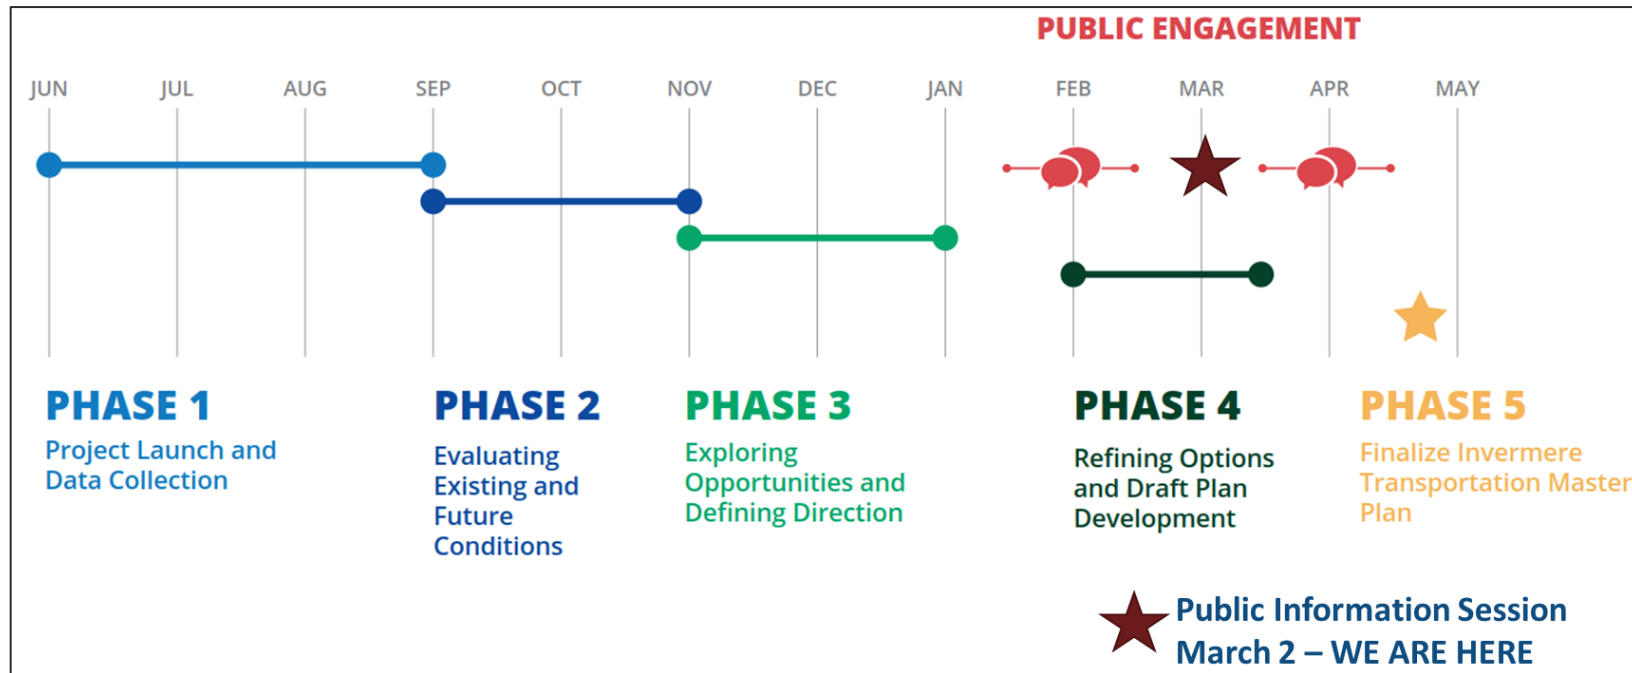 PUBLIC ENGAGEMENT
JUN JUL AUG SEP OCT NOV DEC JAN FEB MAR APR MAY
PHASE 1
Project Launch and
Data Collection
PHASE 2
Evaluating
Existing and
Future
Conditions
PHASE 3
Exploring
Opportunities and
Defining Direction
PHASE 4
Refining Options
and Draft Plan
Development
PHASE 5
Finalize Invermere
Transportation Master
Plan
Public Information Session
March 2 – WE ARE HERE